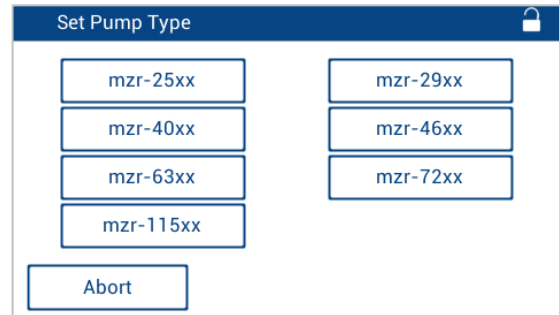 Set Pump Type
mzr-25xx mzr-29xx
mzr-40xx mzr-46xx
mzr-63xx mzr-72xx
mzr-115xx
Abort